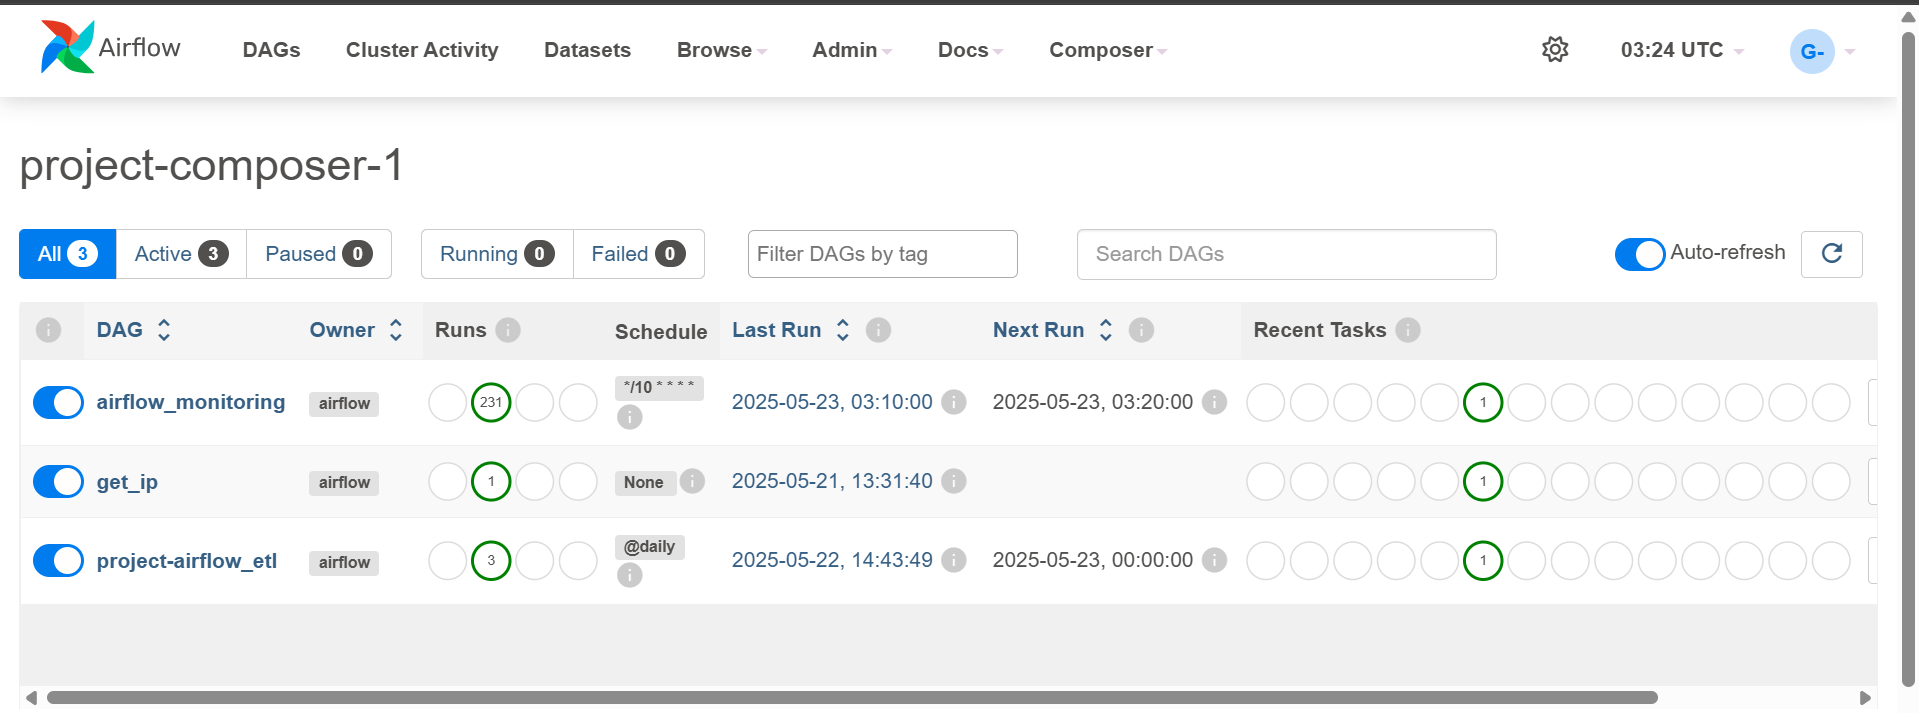 Airflow DAGs Cluster Activity Datasets Browse Admin Docs Composer 03:24 UTC G-
project-composer-1
All 3 Active 3 Paused 0 Running 0 Failed 0 Filter DAGs by tag Search DAGs Auto-refresh
i DAG Owner Runs i Schedule Last Run i Next Run i Recent Tasks i
airflow_monitoring airflow 231 */10 * * * * i 2025-05-23, 03:10:00 i 2025-05-23, 03:20:00 i 1
get_ip airflow 1 None i 2025-05-21, 13:31:40 i 1
project-airflow_etl airflow 3 @daily i 2025-05-22, 14:43:49 i 2025-05-23, 00:00:00 i 1